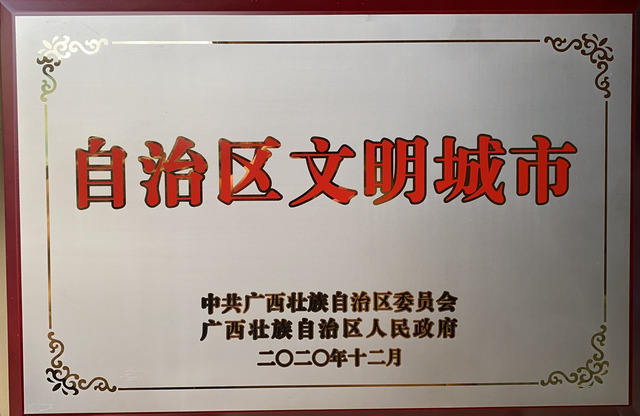 自治区文明城市
中共广西壮族自治区委员会
广西壮族自治区人民政府
二〇二〇年十二月